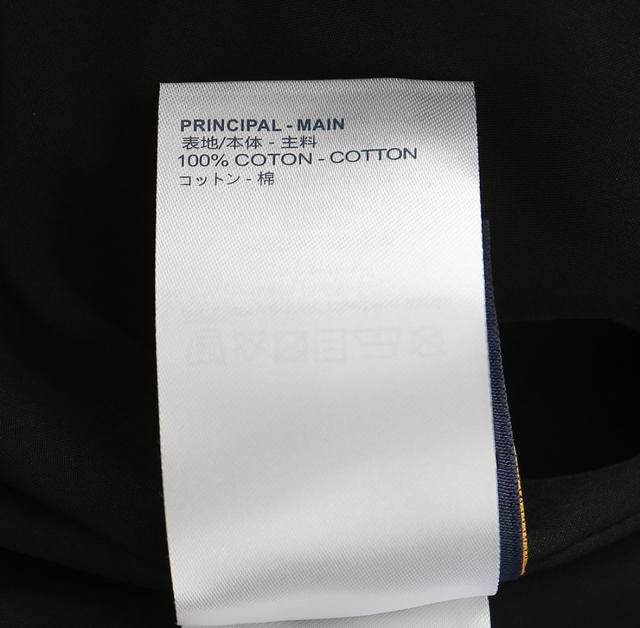 PRINCIPAL - MAIN
表地/本体 - 主料
100% COTON - COTTON
コットン - 棉